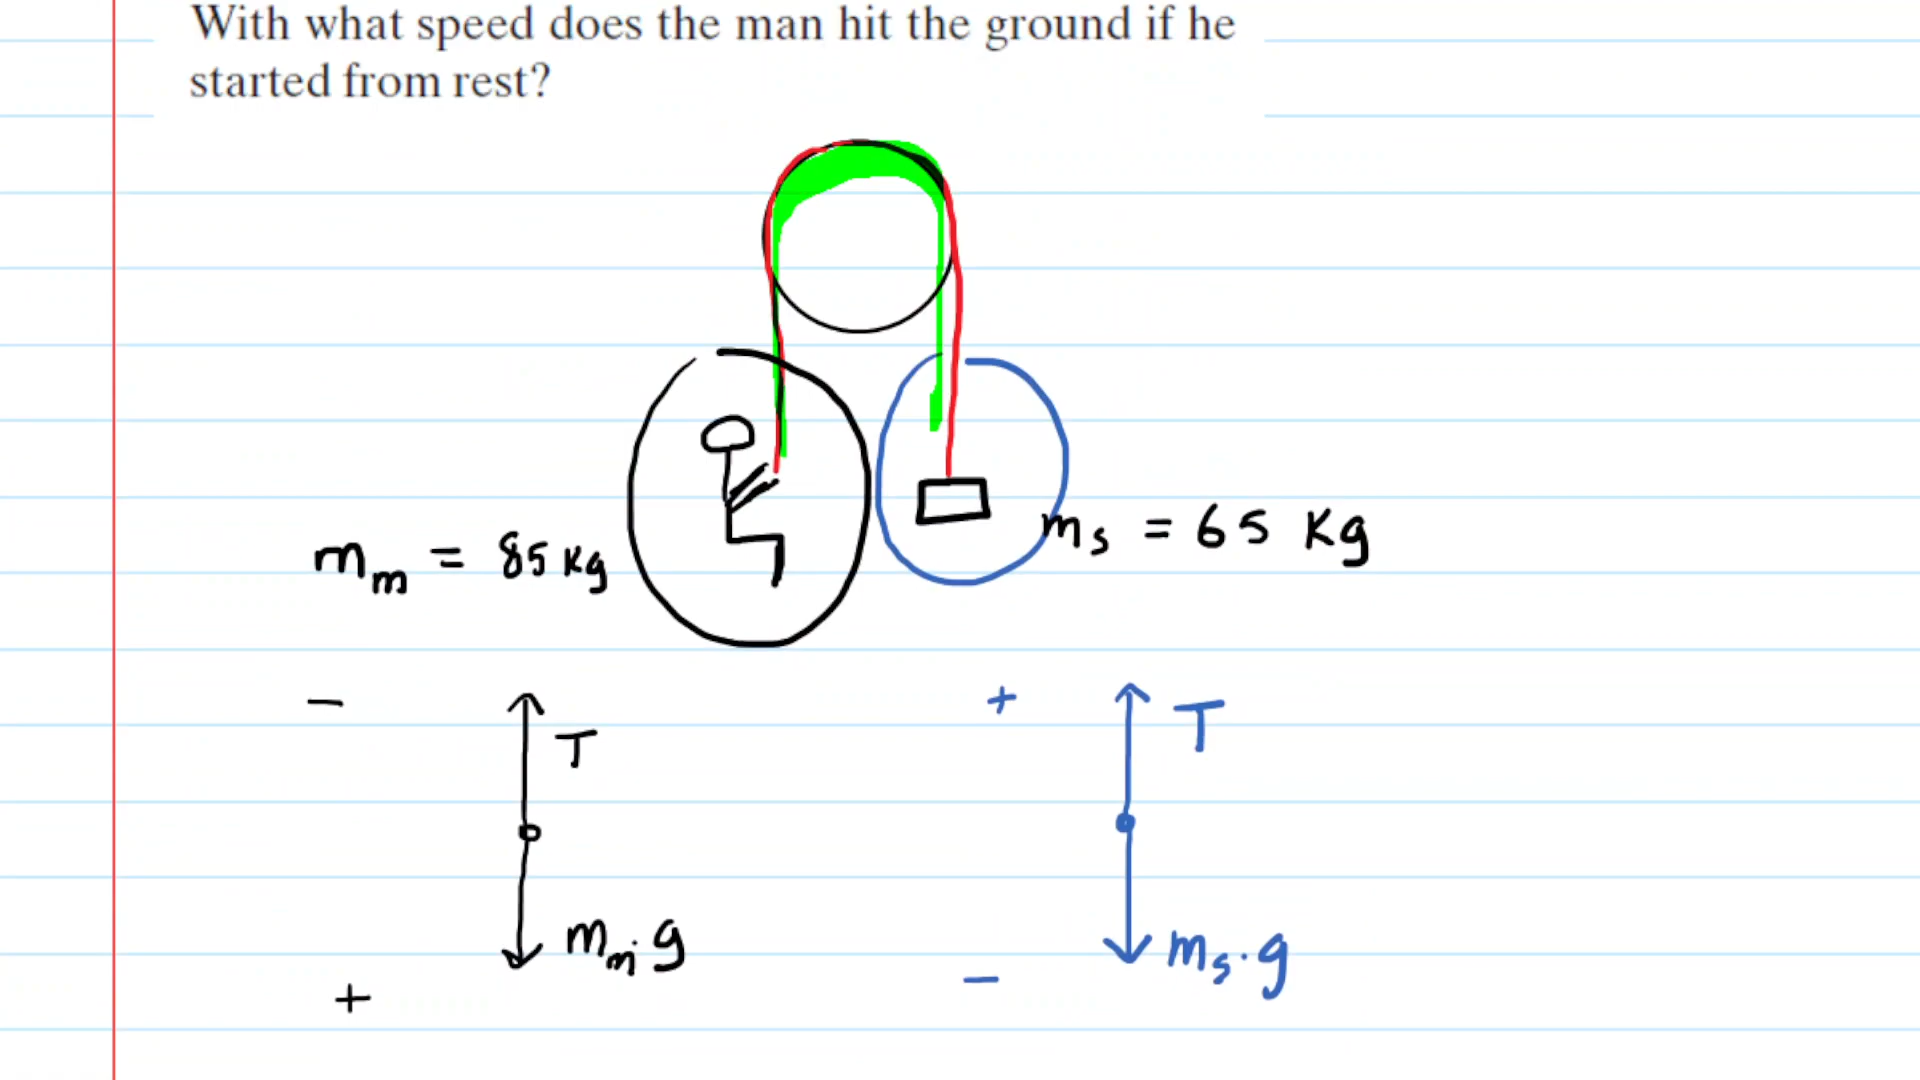 With what speed does the man hit the ground if he
started from rest?
m_m = 85 kg
m_s = 65 Kg
−
T
+
T
m_m · g
m_s · g
−
+